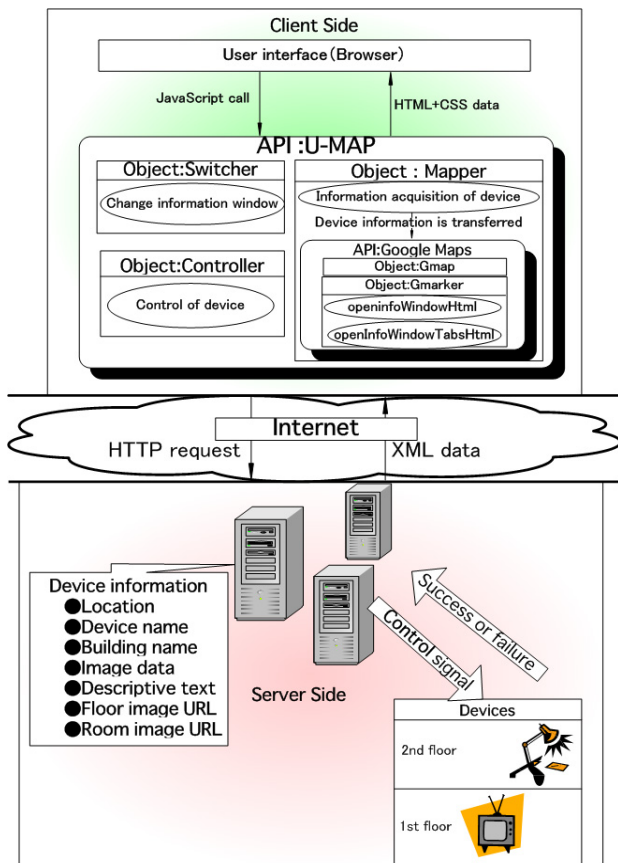 Client Side
User interface(Browser)
JavaScript call
HTML+CSS data
API :U-MAP
Object:Switcher
Change information window
Object:Controller
Control of device
Object : Mapper
Information acquisition of device
Device information is transferred
API:Google Maps
Object:Gmap
Object:Gmarker
openinfoWindowHtml
openInfoWindowTabsHtml
Internet
HTTP request
XML data
Device information
●Location
●Device name
●Building name
●Image data
●Descriptive text
●Floor image URL
●Room image URL
Server Side
Success or failure
Control signal
Devices
2nd floor
1st floor